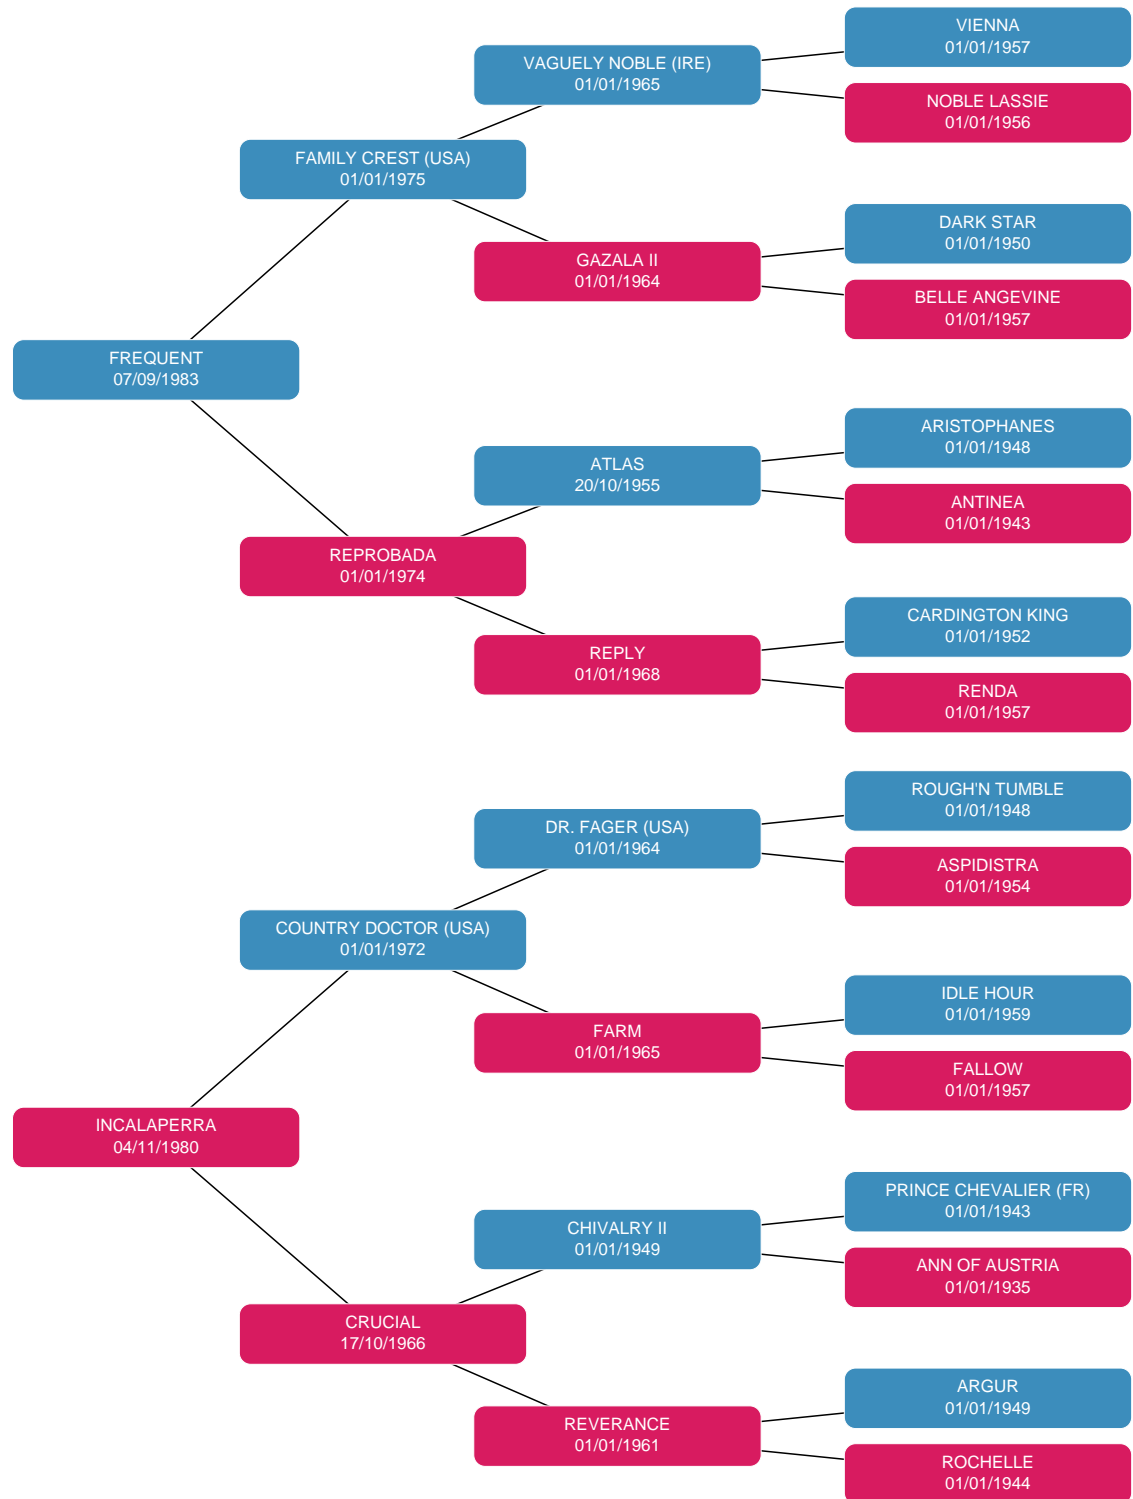 VIENNA
01/01/1957
VAGUELY NOBLE (IRE)
01/01/1965
NOBLE LASSIE
01/01/1956
FAMILY CREST (USA)
01/01/1975
DARK STAR
01/01/1950
GAZALA II
01/01/1964
BELLE ANGEVINE
01/01/1957
FREQUENT
07/09/1983
ARISTOPHANES
01/01/1948
ATLAS
20/10/1955
ANTINEA
01/01/1943
REPROBADA
01/01/1974
CARDINGTON KING
01/01/1952
REPLY
01/01/1968
RENDA
01/01/1957
ROUGH'N TUMBLE
01/01/1948
DR. FAGER (USA)
01/01/1964
ASPIDISTRA
01/01/1954
COUNTRY DOCTOR (USA)
01/01/1972
IDLE HOUR
01/01/1959
FARM
01/01/1965
FALLOW
01/01/1957
INCALAPERRA
04/11/1980
PRINCE CHEVALIER (FR)
01/01/1943
CHIVALRY II
01/01/1949
ANN OF AUSTRIA
01/01/1935
CRUCIAL
17/10/1966
ARGUR
01/01/1949
REVERANCE
01/01/1961
ROCHELLE
01/01/1944